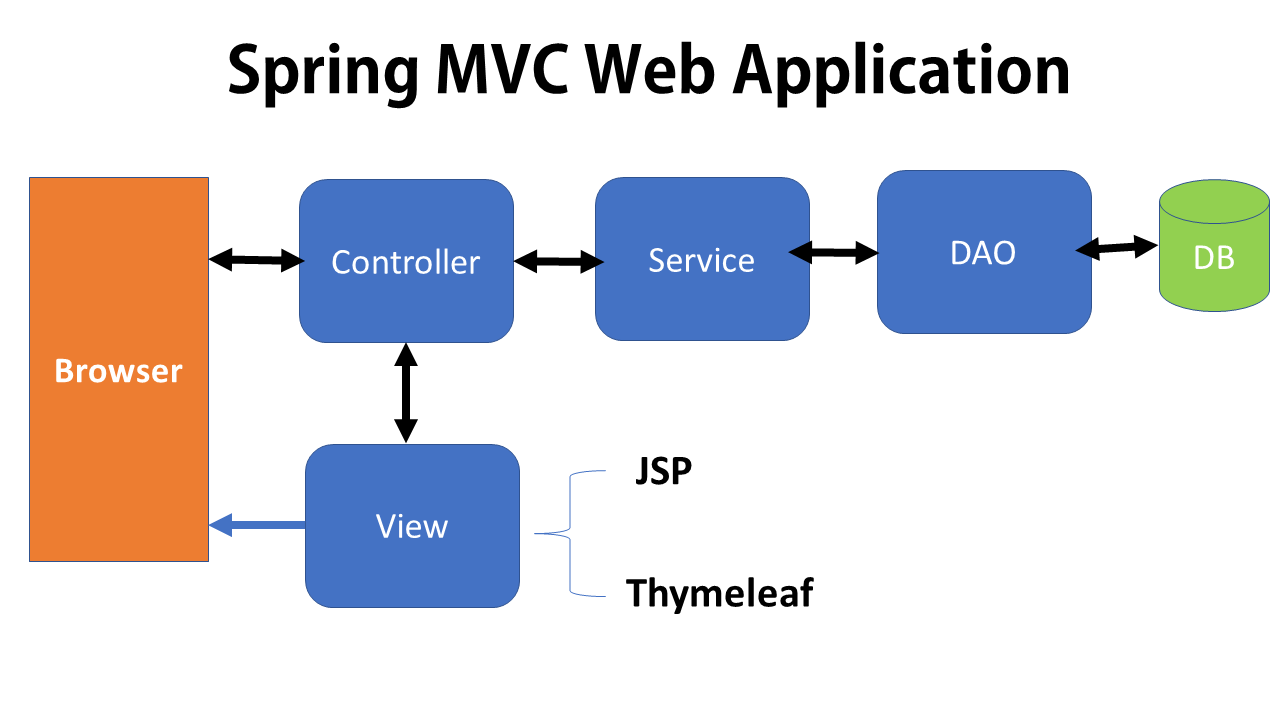 Spring MVC Web Application
Browser
Controller
Service
DAO
DB
View
JSP
Thymeleaf